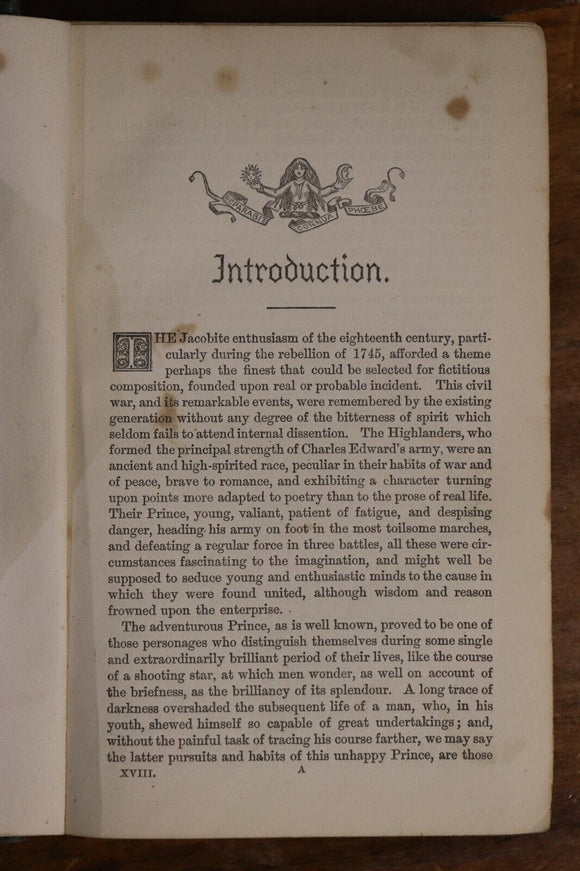 REPARABIT CORNUA PHŒBE
Introduction.
THE Jacobite enthusiasm of the eighteenth century, parti-
cularly during the rebellion of 1745, afforded a theme
perhaps the finest that could be selected for fictitious
composition, founded upon real or probable incident. This civil
war, and its remarkable events, were remembered by the existing
generation without any degree of the bitterness of spirit which
seldom fails to attend internal dissention. The Highlanders, who
formed the principal strength of Charles Edward's army, were an
ancient and high-spirited race, peculiar in their habits of war and
of peace, brave to romance, and exhibiting a character turning
upon points more adapted to poetry than to the prose of real life.
Their Prince, young, valiant, patient of fatigue, and despising
danger, heading his army on foot in the most toilsome marches,
and defeating a regular force in three battles, all these were cir-
cumstances fascinating to the imagination, and might well be
supposed to seduce young and enthusiastic minds to the cause in
which they were found united, although wisdom and reason
frowned upon the enterprise.
The adventurous Prince, as is well known, proved to be one of
those personages who distinguish themselves during some single
and extraordinarily brilliant period of their lives, like the course
of a shooting star, at which men wonder, as well on account of
the briefness, as the brilliancy of its splendour. A long trace of
darkness overshaded the subsequent life of a man, who, in his
youth, shewed himself so capable of great undertakings; and,
without the painful task of tracing his course farther, we may say
the latter pursuits and habits of this unhappy Prince, are those
XVIII. A